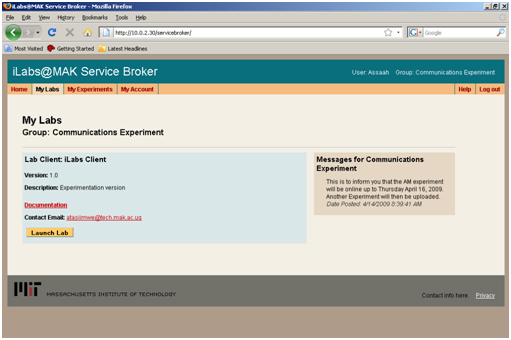 iLabs@MAK Service Broker - Mozilla Firefox
File Edit View History Bookmarks Tools Help
http://10.0.2.30/servicebroker/
Google
Most Visited Getting Started Latest Headlines
iLabs@MAK Service Broker
User: Assaah Group: Communications Experiment
Home My Labs My Experiments My Account Help Log out
My Labs
Group: Communications Experiment
Lab Client: iLabs Client
Version: 1.0
Description: Experimentation version
Documentation
Contact Email: atasiimwe@tech.mak.ac.ug
Launch Lab
Messages for Communications
Experiment
This is to inform you that the AM experiment
will be online up to Thursday April 16, 2009.
Another Experiment will then be uploaded.
Date Posted: 4/14/2009 8:39:41 AM
MIT MASSACHUSETTS INSTITUTE OF TECHNOLOGY
Contact info here. Privacy